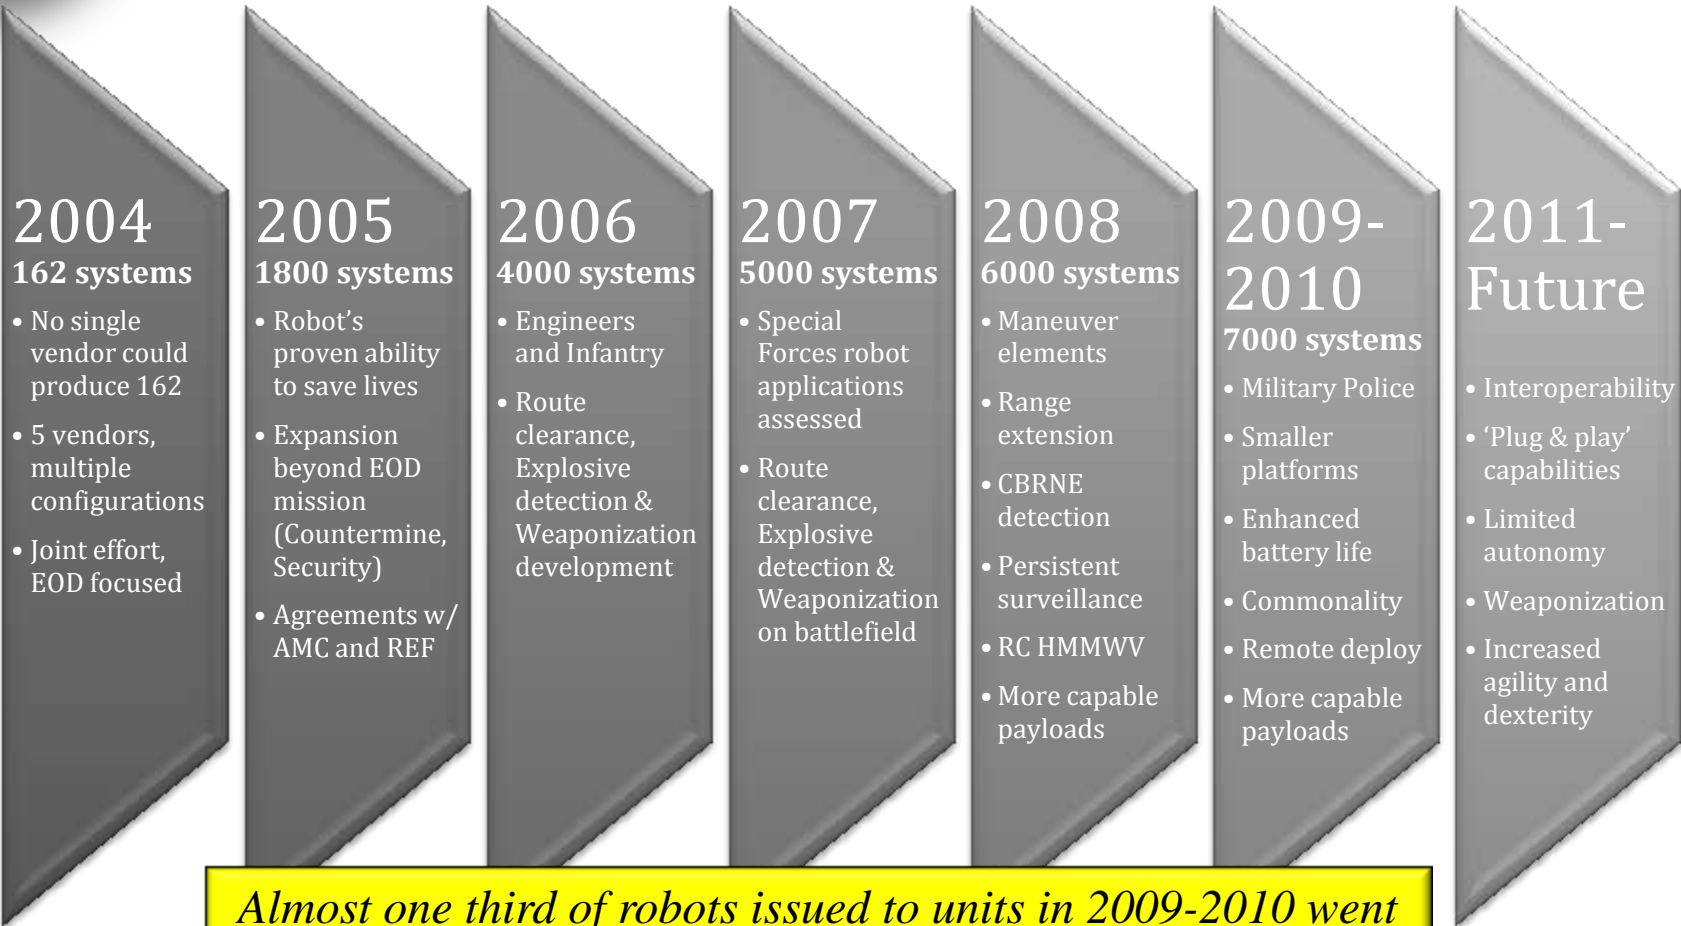 2004
162 systems
• No single
vendor could
produce 162
• 5 vendors,
multiple
configurations
• Joint effort,
EOD focused
2005
1800 systems
• Robot's
proven ability
to save lives
• Expansion
beyond EOD
mission
(Countermine,
Security)
• Agreements w/
AMC and REF
2006
4000 systems
• Engineers
and Infantry
• Route
clearance,
Explosive
detection &
Weaponization
development
2007
5000 systems
• Special
Forces robot
applications
assessed
• Route
clearance,
Explosive
detection &
Weaponization
on battlefield
2008
6000 systems
• Maneuver
elements
• Range
extension
• CBRNE
detection
• Persistent
surveillance
• RC HMMWV
• More capable
payloads
2009-
2010
7000 systems
• Military Police
• Smaller
platforms
• Enhanced
battery life
• Commonality
• Remote deploy
• More capable
payloads
2011-
Future
• Interoperability
• ‘Plug & play’
capabilities
• Limited
autonomy
• Weaponization
• Increased
agility and
dexterity
Almost one third of robots issued to units in 2009-2010 went